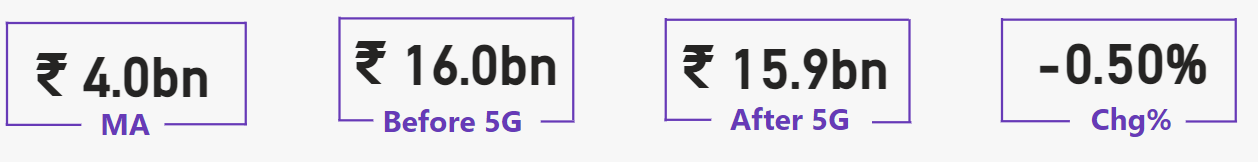 ₹ 4.0bn
MA
₹ 16.0bn
Before 5G
₹ 15.9bn
After 5G
-0.50%
Chg%